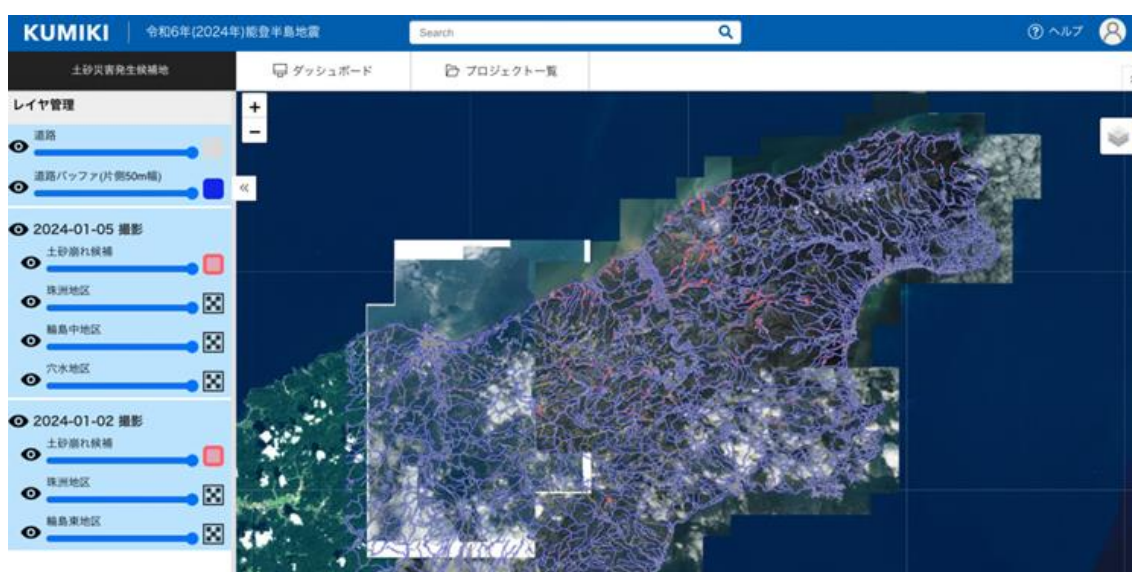 KUMIKI
令和6年(2024年)能登半島地震
Search
ヘルプ
土砂災害発生候補地
ダッシュボード
プロジェクト一覧
レイヤ管理
道路
道路バッファ(片側50m幅)
2024-01-05 撮影
土砂崩れ候補
珠洲地区
輪島中地区
穴水地区
2024-01-02 撮影
土砂崩れ候補
珠洲地区
輪島東地区
+
−
«